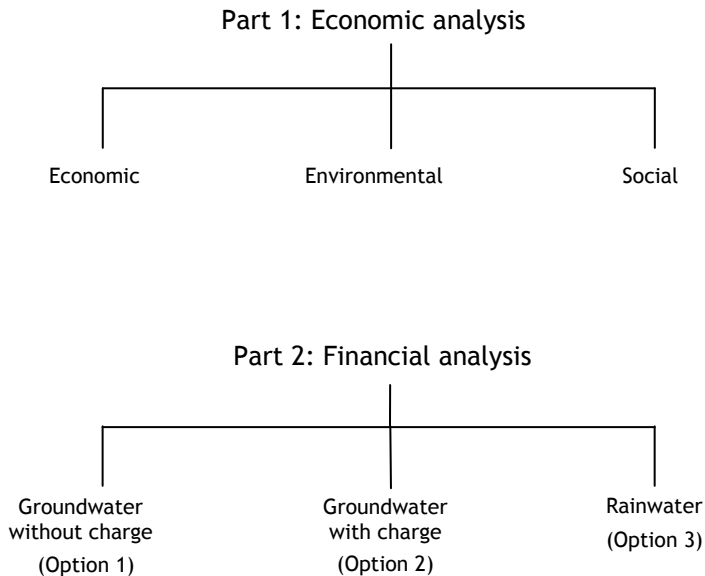 Part 1: Economic analysis
Economic
Environmental
Social
Part 2: Financial analysis
Groundwater
without charge
(Option 1)
Groundwater
with charge
(Option 2)
Rainwater
(Option 3)